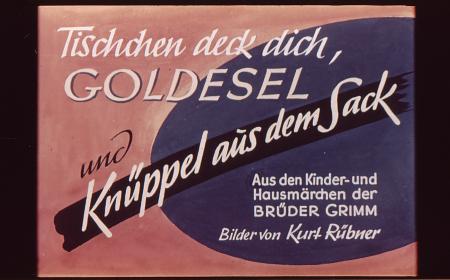 Tischchen deck dich,
GOLDESEL
und
Knüppel aus dem Sack
Aus den Kinder- und
Hausmärchen der
BRÜDER GRIMM
Bilder von Kurt Rübner